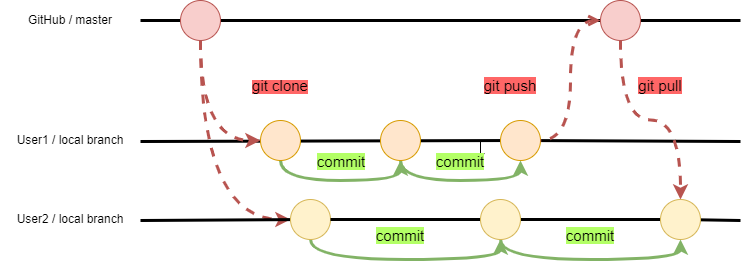 GitHub / master
git clone
git push
git pull
User1 / local branch
commit
commit
User2 / local branch
commit
commit